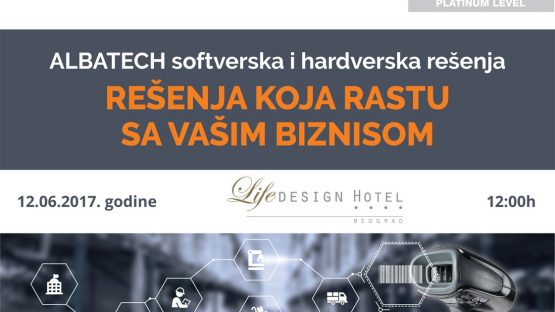 PLATINUM LEVEL
ALBATECH softverska i hardverska rešenja
REŠENJA KOJA RASTU
SA VAŠIM BIZNISOM
12.06.2017. godine
Life DESIGN HOTEL
BEOGRAD
12:00h